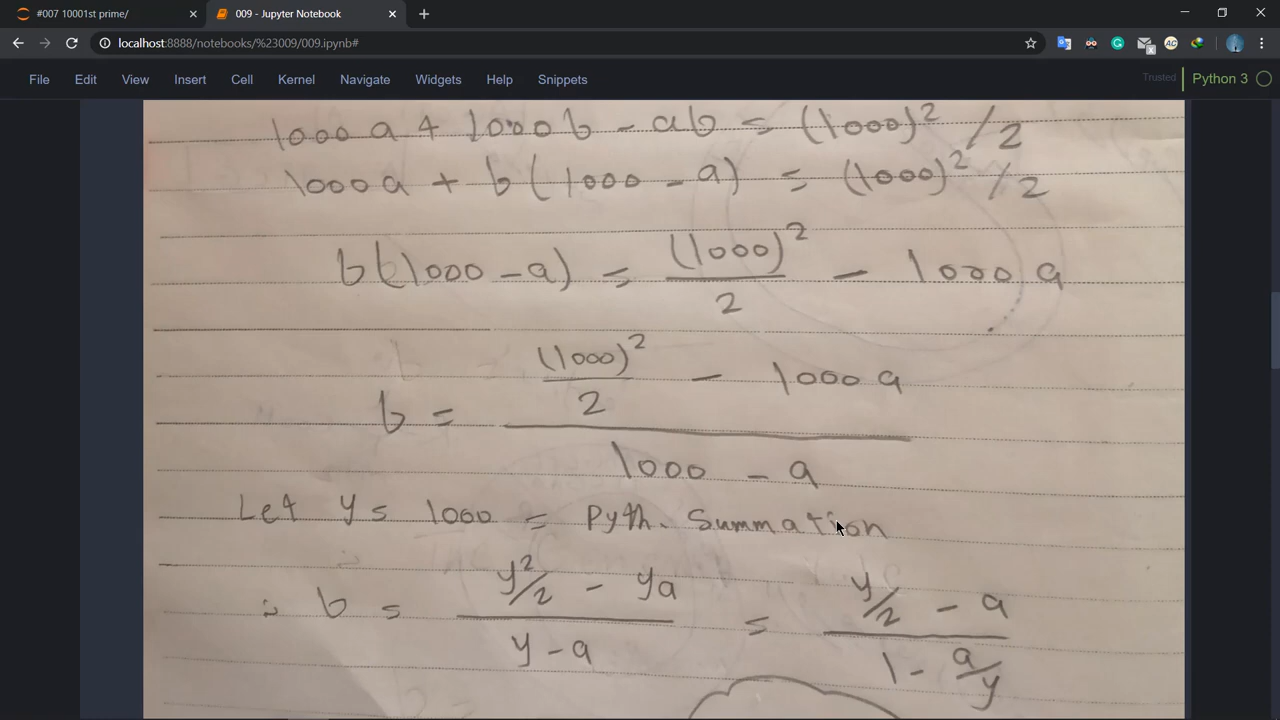 #007 10001st prime/
009 - Jupyter Notebook
localhost:8888/notebooks/%23009/009.ipynb#
File Edit View Insert Cell Kernel Navigate Widgets Help Snippets Trusted Python 3
1000a + 1000b - ab = (1000)²/2
1000a + b(1000 - a) = (1000)²/2
b(1000 - a) = (1000)²/2 - 1000a
b = ((1000)²/2 - 1000a)/(1000 - a)
Let y = 1000 = Pyth. Summation
∴ b = (y²/2 - ya)/(y - a) = (y/2 - a)/(1 - a/y)